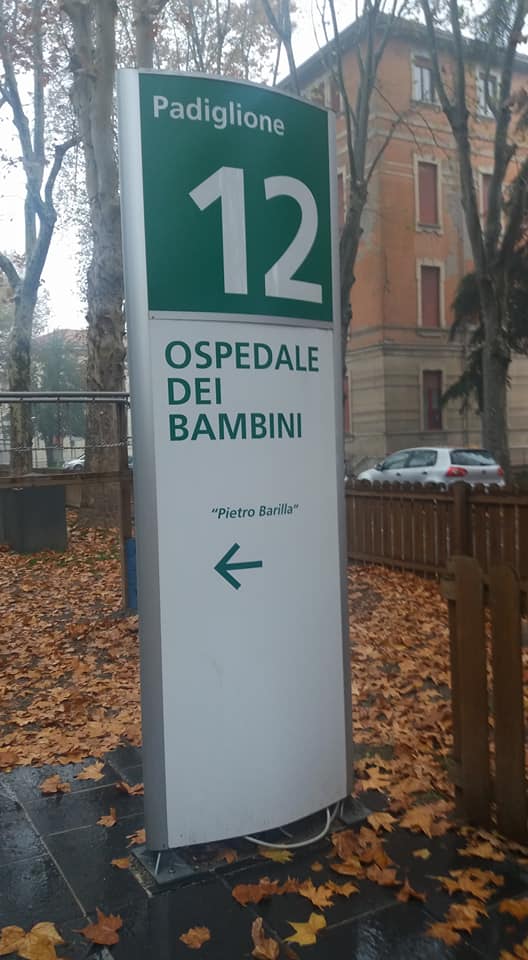 Padiglione
12
OSPEDALE
DEI
BAMBINI
"Pietro Barilla"
←